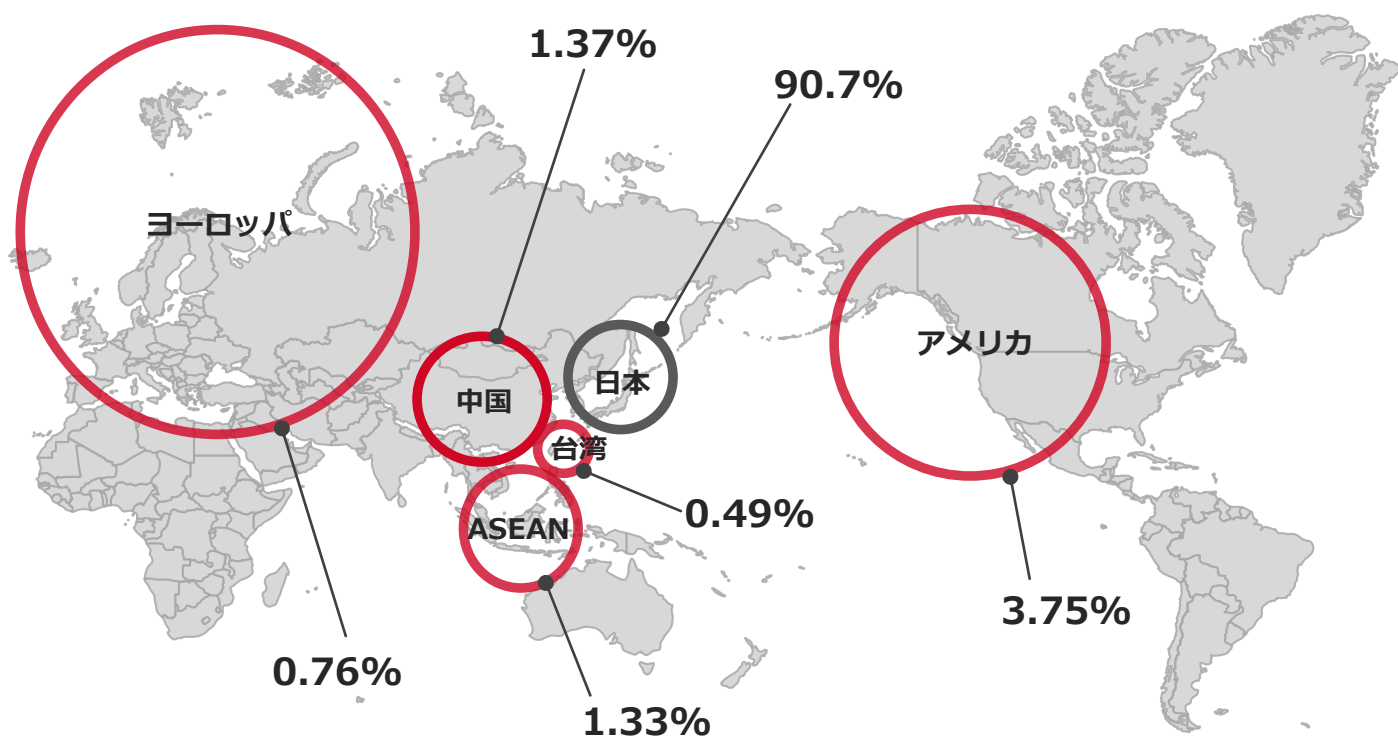 1.37%
90.7%
ヨーロッパ
アメリカ
中国
日本
台湾
0.49%
ASEAN
3.75%
0.76%
1.33%